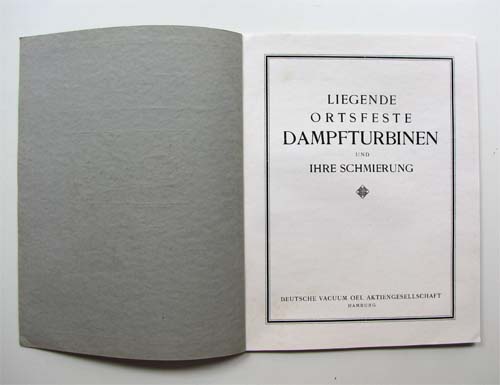 LIEGENDE
ORTSFESTE
DAMPFTURBINEN
UND
IHRE SCHMIERUNG
DEUTSCHE VACUUM OEL AKTIENGESELLSCHAFT
HAMBURG